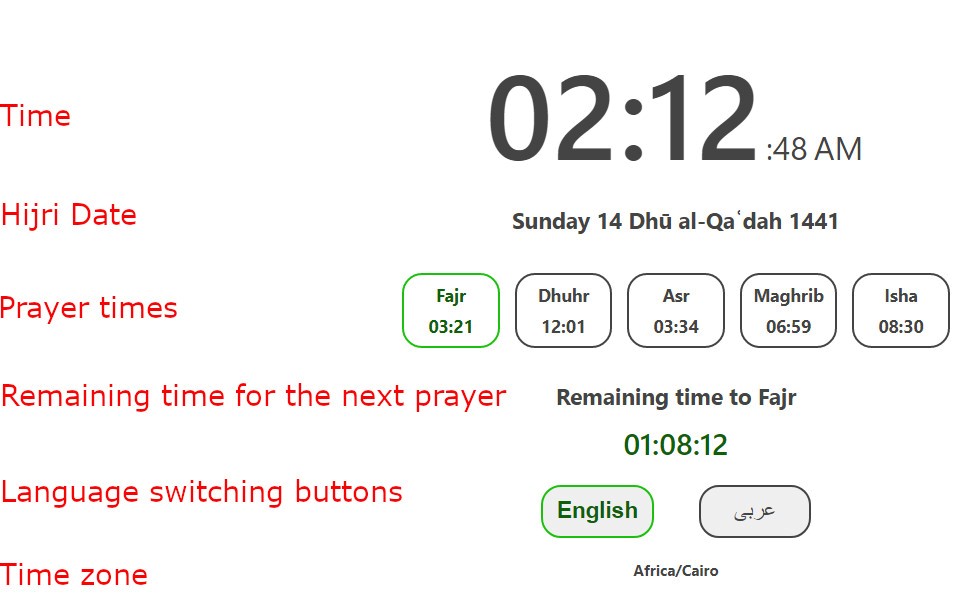 Time
02:12 :48 AM
Hijri Date
Sunday 14 Dhū al-Qaʿdah 1441
Prayer times
Fajr Dhuhr Asr Maghrib Isha
03:21 12:01 03:34 06:59 08:30
Remaining time for the next prayer
Remaining time to Fajr
01:08:12
Language switching buttons
English عربى
Time zone
Africa/Cairo